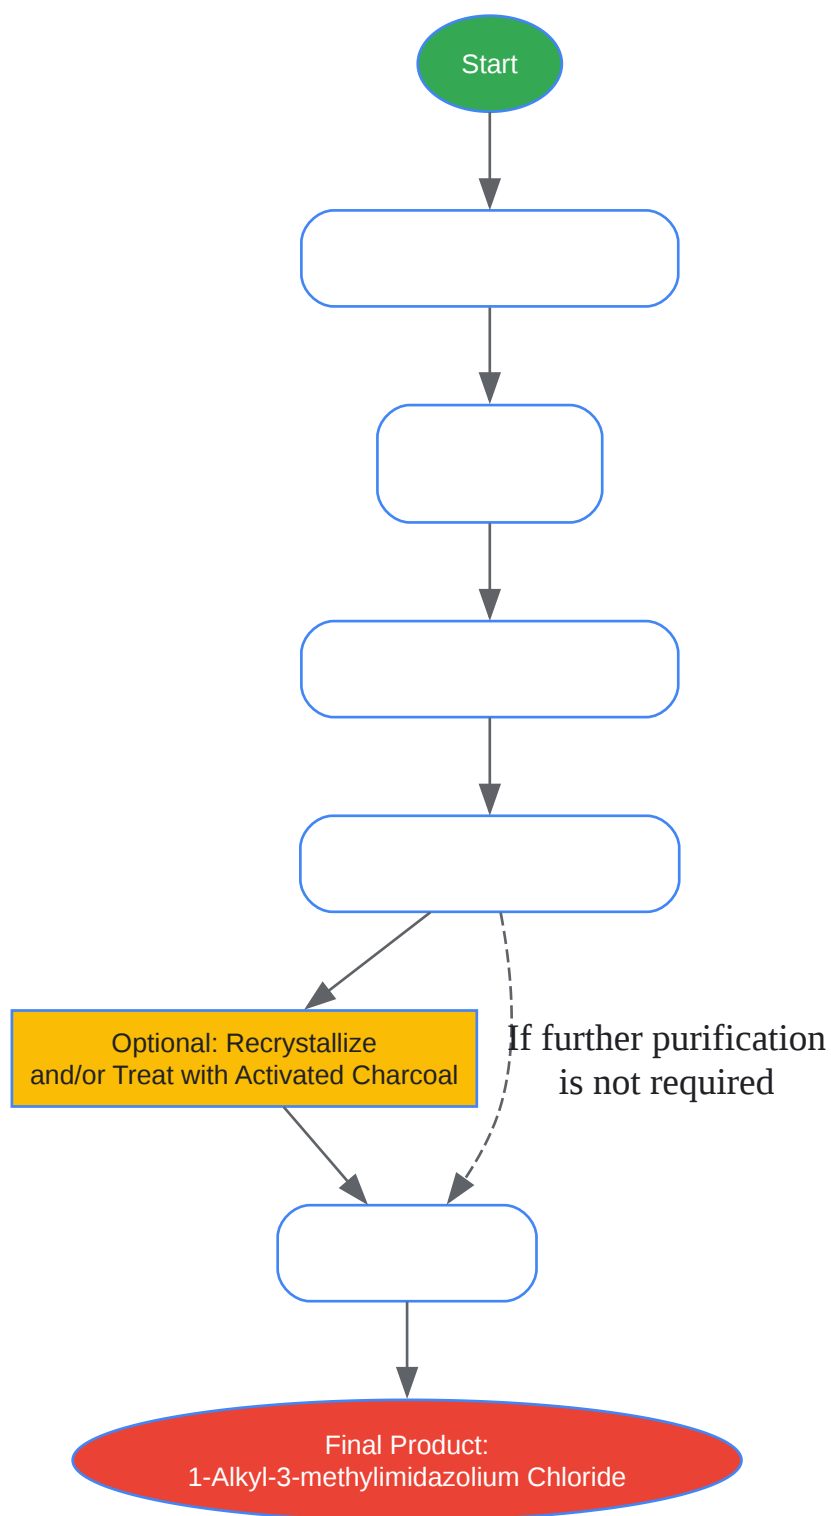 Start
Optional: Recrystallize
and/or Treat with Activated Charcoal
If further purification
is not required
Final Product:
1-Alkyl-3-methylimidazolium Chloride